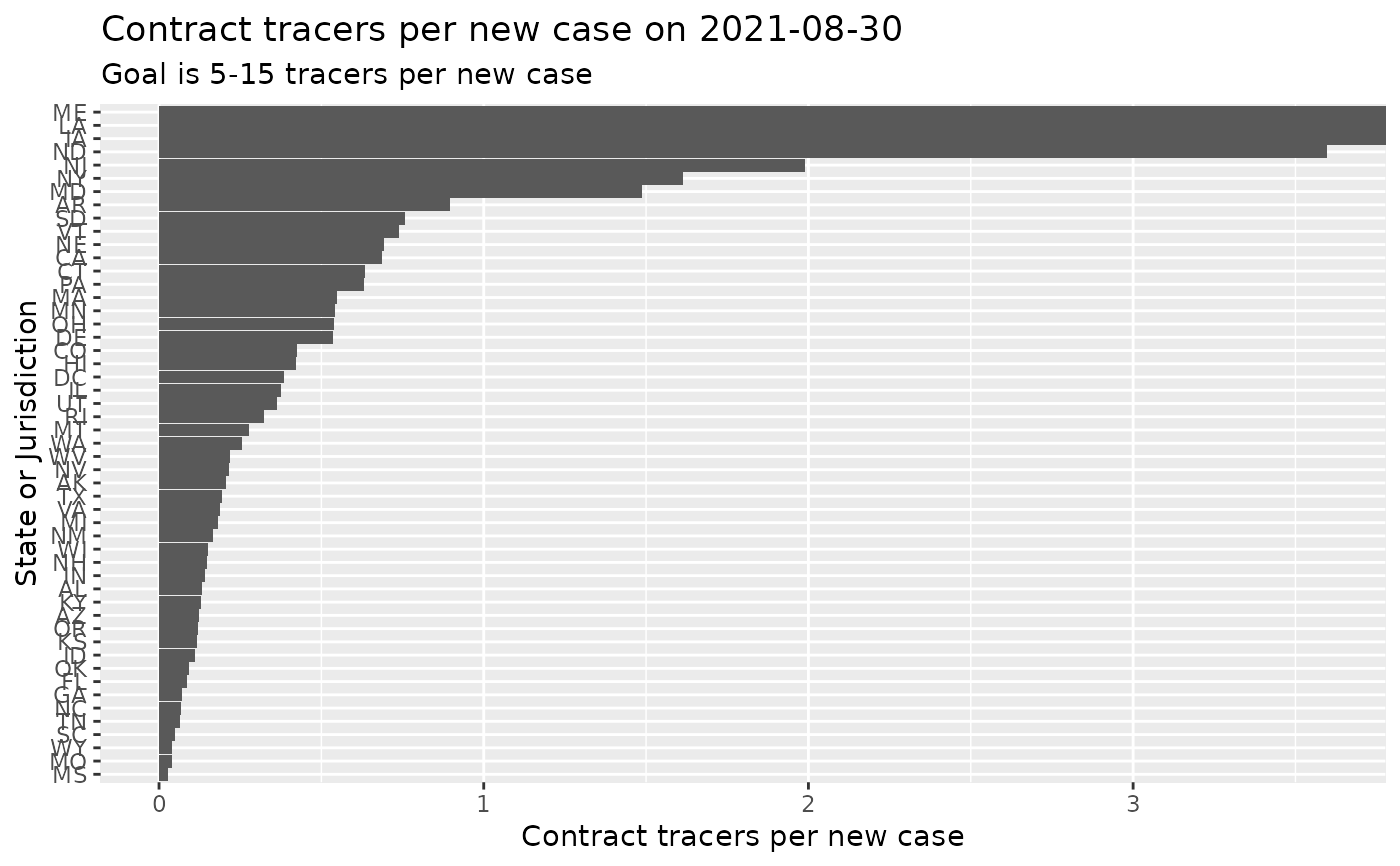 Contract tracers per new case on 2021-08-30
Goal is 5-15 tracers per new case
State or Jurisdiction
ME
LA
IA
ND
NJ
NY
MD
AR
SD
VT
NE
CA
CT
PA
MA
MN
OH
DE
CO
HI
DC
IL
UT
RI
MT
WA
WV
NV
AK
TX
VA
MI
NM
WI
NH
IN
AL
KY
AZ
OR
KS
ID
OK
FL
GA
NC
TN
SC
WY
MO
MS
0 1 2 3
Contract tracers per new case